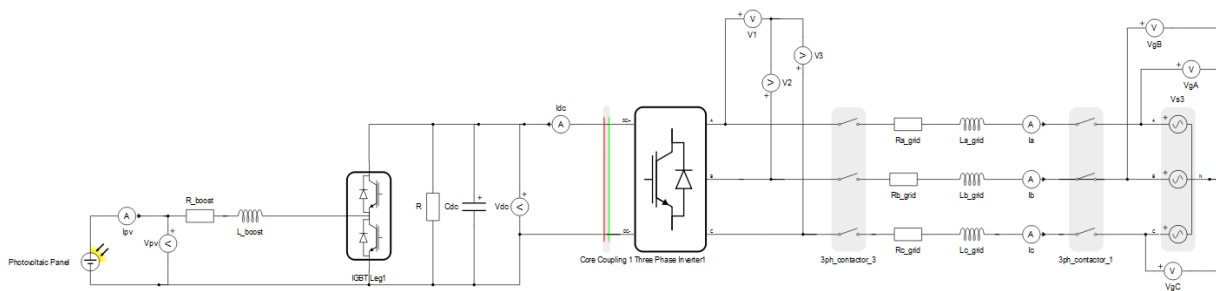 VgB
V
V1
V
V3
V
VgA
V
V2
V
Vs3
Idc
A
DC+
A
A
Ra_grid
La_grid
Ia
A
R_boost
R
Cdc
Vdc
V
B
Rb_grid
Lb_grid
A
Ib
B
N
A
Ipv
Vpv
V
L_boost
DC-
C
A
C
Photovoltaic Panel
IGBT Leg1
Core Coupling 1 Three Phase Inverter1
3ph_contactor_3
Rc_grid
Lc_grid
Ic
3ph_contactor_1
V
VgC